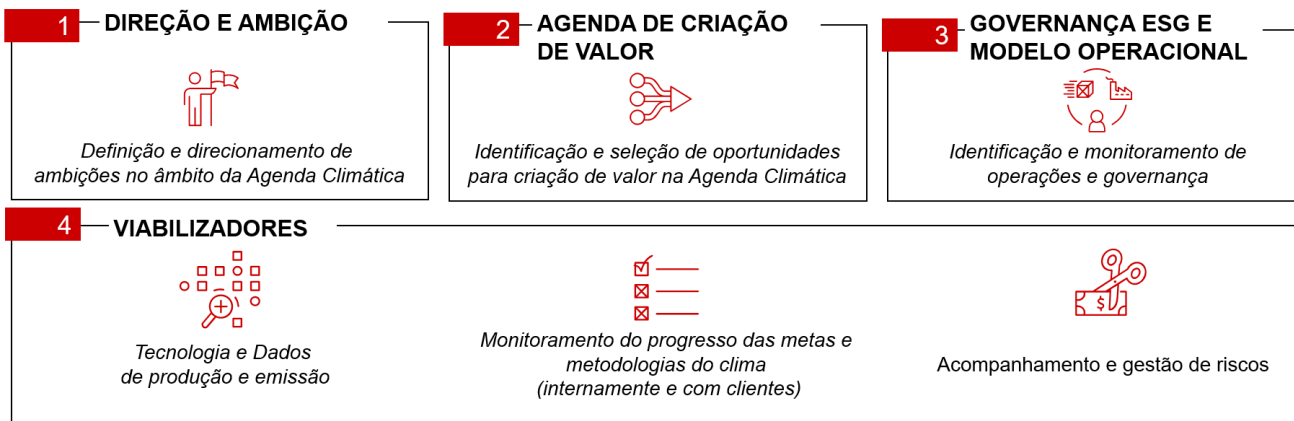 1
DIREÇÃO E AMBIÇÃO
Definição e direcionamento de
ambições no âmbito da Agenda Climática
2
AGENDA DE CRIAÇÃO
DE VALOR
Identificação e seleção de oportunidades
para criação de valor na Agenda Climática
3
GOVERNANÇA ESG E
MODELO OPERACIONAL
Identificação e monitoramento de
operações e governança
4
VIABILIZADORES
Tecnologia e Dados
de produção e emissão
Monitoramento do progresso das metas e
metodologias do clima
(internamente e com clientes)
$
Acompanhamento e gestão de riscos